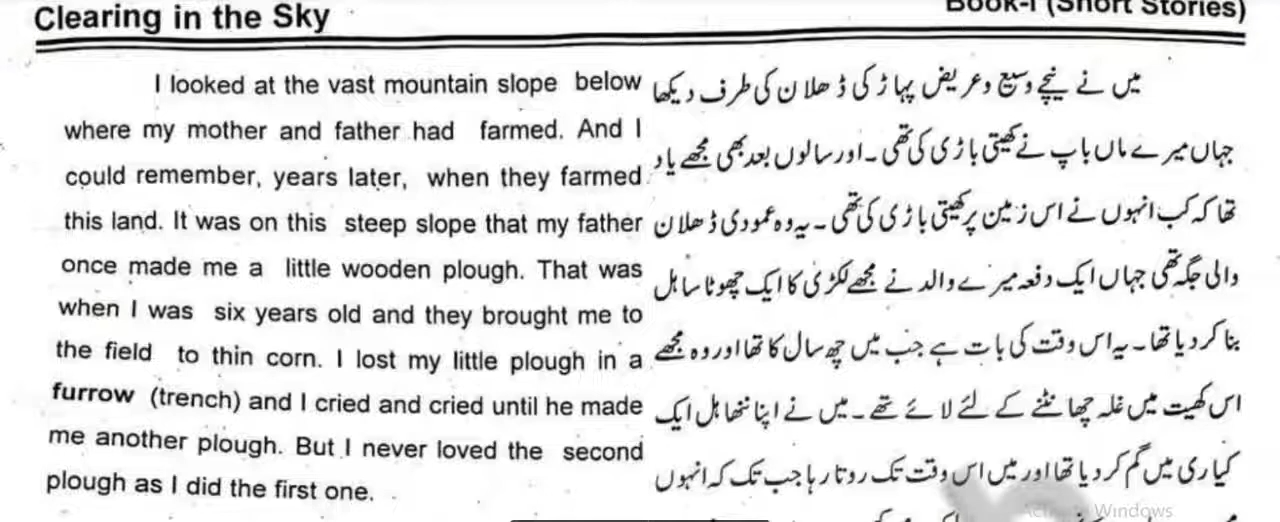 Clearing in the Sky
Book-I (Short Stories)
I looked at the vast mountain slope below
where my mother and father had farmed. And I
could remember, years later, when they farmed
this land. It was on this steep slope that my father
once made me a little wooden plough. That was
when I was six years old and they brought me to
the field to thin corn. I lost my little plough in a
furrow (trench) and I cried and cried until he made
me another plough. But I never loved the second
plough as I did the first one.
میں نے نیچے وسیع و عریض پہاڑ کی ڈھلان کی طرف دیکھا
جہاں میرے ماں باپ نے کھیتی باڑی کی تھی۔ اور سالوں بعد بھی مجھے یاد
تھا کہ کب انہوں نے اس زمین پر کھیتی باڑی کی تھی۔ یہ وہ عمودی ڈھلان
والی جگہ تھی جہاں ایک دفعہ میرے والد نے مجھے لکڑی کا ایک چھوٹا سا ہل
بنا کر دیا تھا۔ یہ اس وقت کی بات ہے جب میں چھ سال کا تھا اور وہ مجھے
اس کھیت میں غلہ چھانٹنے کے لئے لائے تھے۔ میں نے اپنا ننھا ہل ایک
کیاری میں گم کر دیا تھا اور میں اس وقت تک روتا رہا جب تک کہ انہوں
Activate Windows